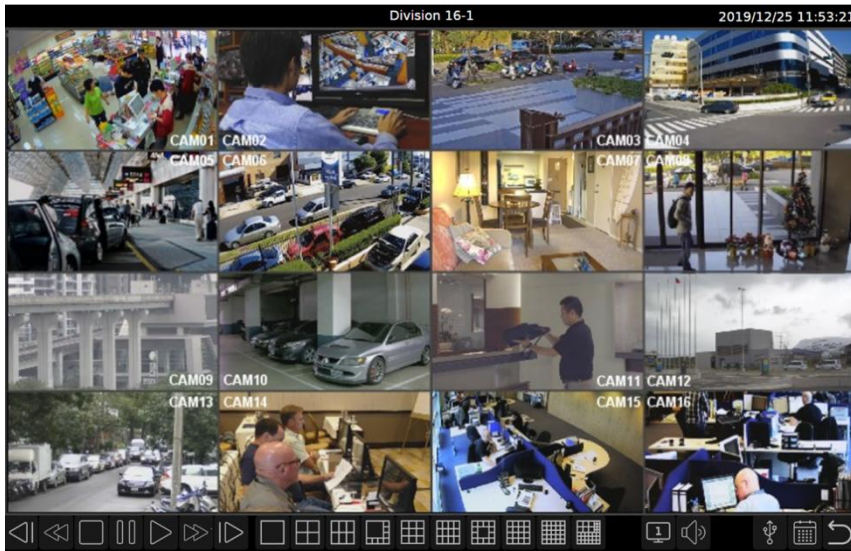 Division 16-1
2019/12/25 11:53:21
CAM01 CAM02
CAM03 CAM04
CAM05 CAM06
CAM07 CAM08
CAM09 CAM10
CAM11 CAM12
CAM13 CAM14
CAM15 CAM16
1